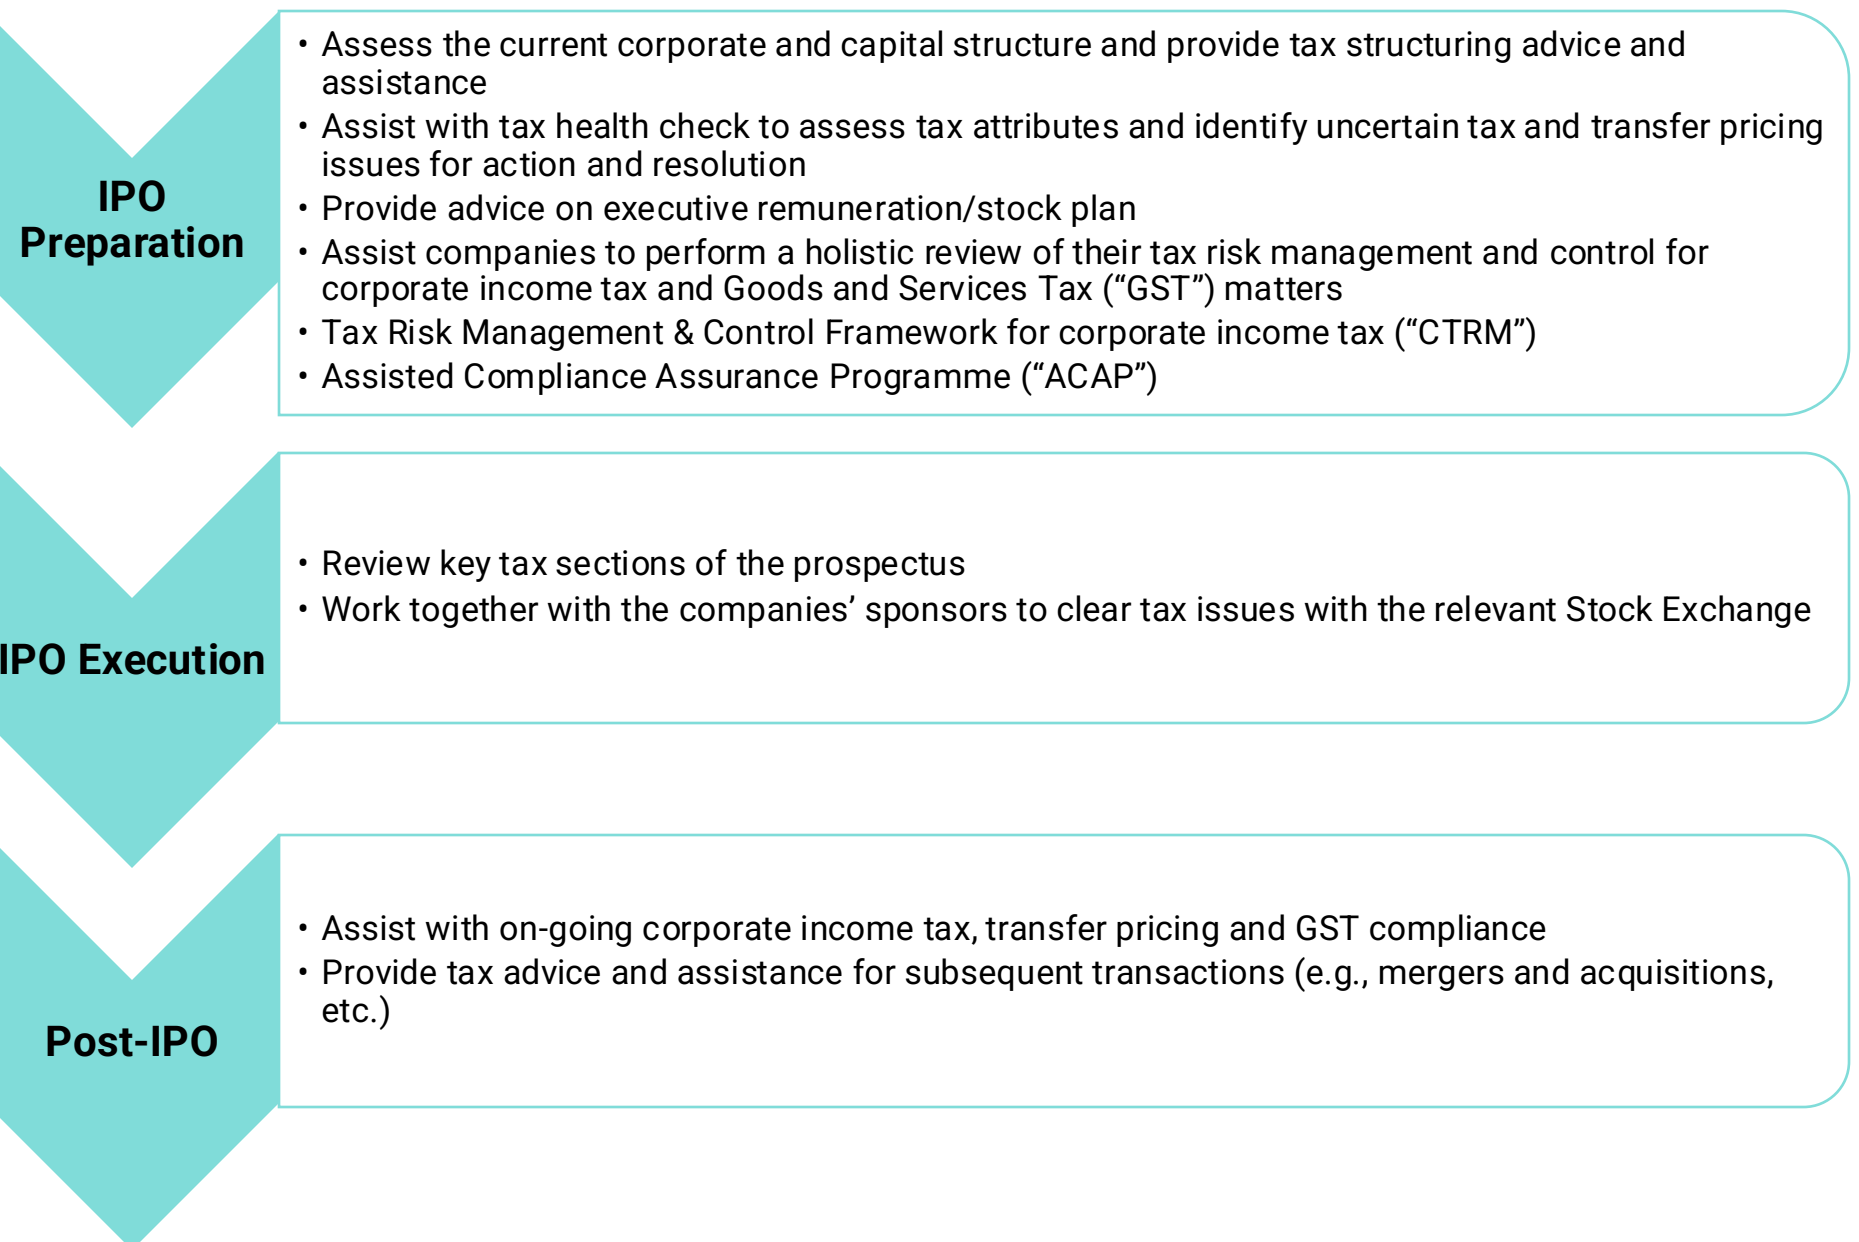 IPO
Preparation
• Assess the current corporate and capital structure and provide tax structuring advice and
assistance
• Assist with tax health check to assess tax attributes and identify uncertain tax and transfer pricing
issues for action and resolution
• Provide advice on executive remuneration/stock plan
• Assist companies to perform a holistic review of their tax risk management and control for
corporate income tax and Goods and Services Tax (“GST”) matters
• Tax Risk Management & Control Framework for corporate income tax (“CTRM”)
• Assisted Compliance Assurance Programme (“ACAP”)
IPO Execution
• Review key tax sections of the prospectus
• Work together with the companies’ sponsors to clear tax issues with the relevant Stock Exchange
Post-IPO
• Assist with on-going corporate income tax, transfer pricing and GST compliance
• Provide tax advice and assistance for subsequent transactions (e.g., mergers and acquisitions,
etc.)